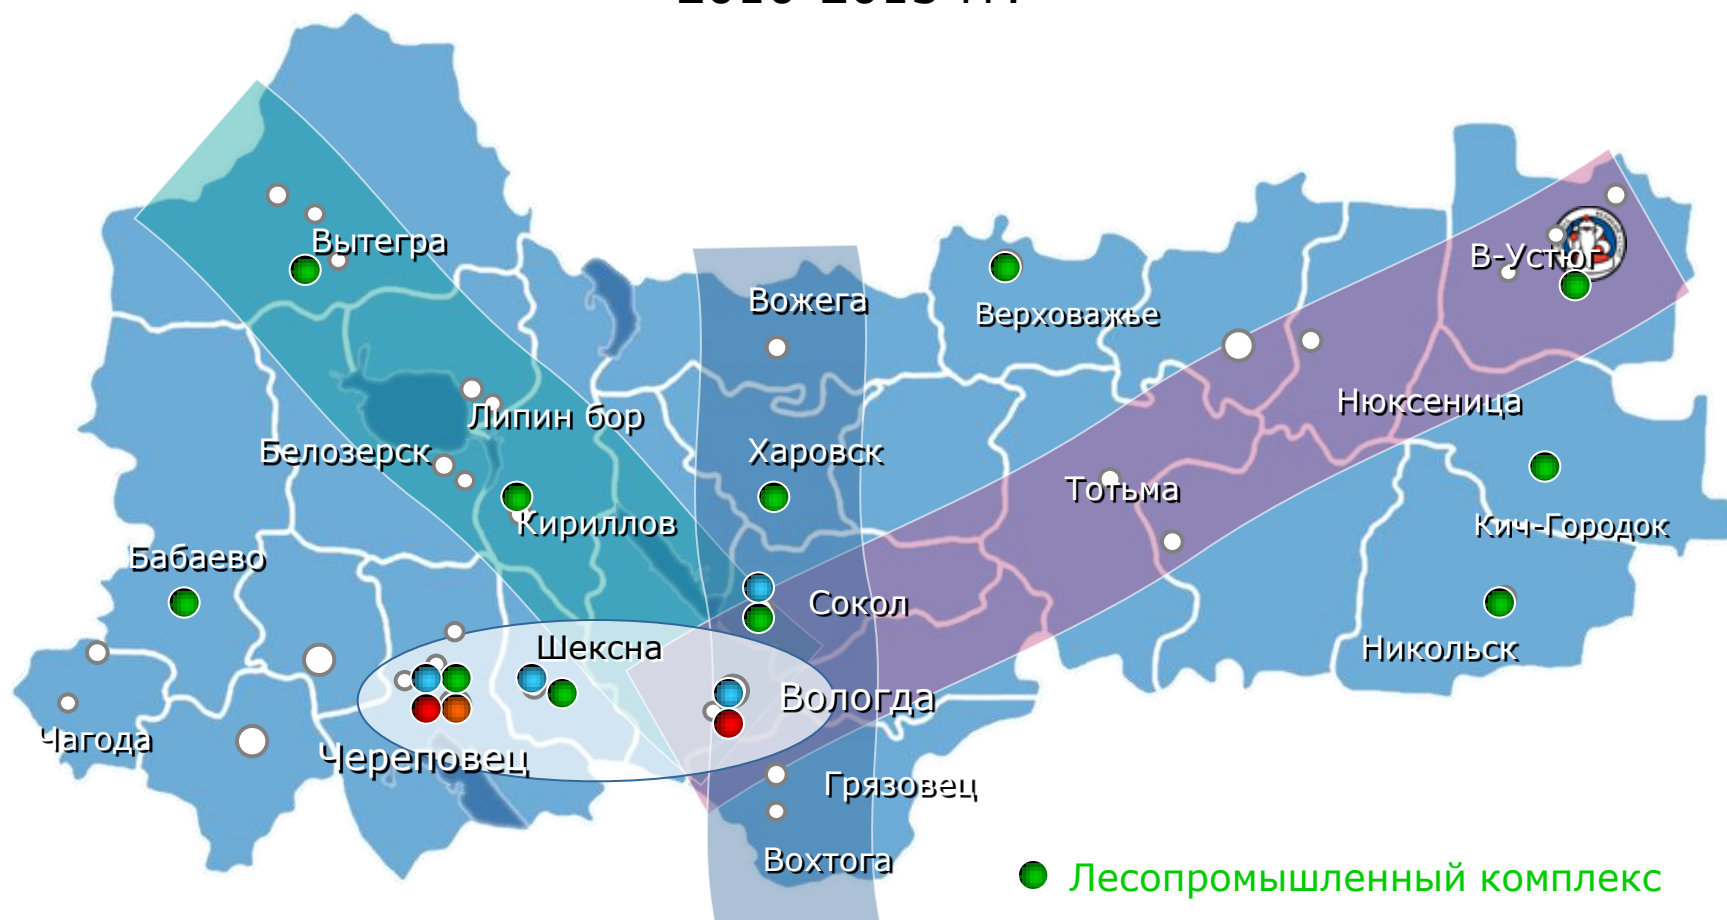 Вытегра
В-Устюг
Вожега
Верховажье
Липин бор
Нюксеница
Белозерск
Харовск
Тотьма
Кириллов
Кич-Городок
Бабаево
Сокол
Шексна
Никольск
Вологда
Чагода
Череповец
Грязовец
Вохтога
Лесопромышленный комплекс